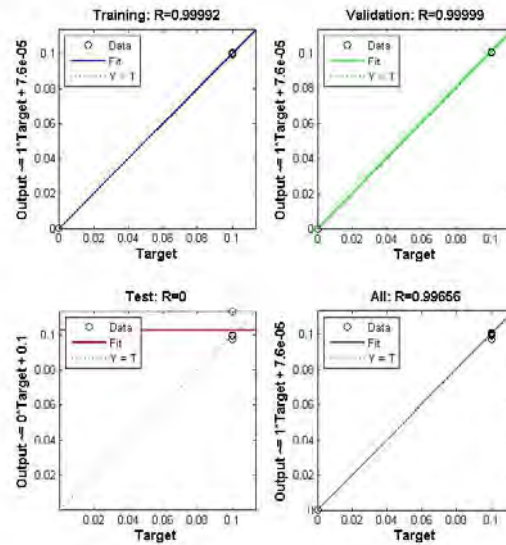 Training: R=0.99992
Output ~= 1*Target + 7.6e-05
Data
Fit
Y = T
0.1
0.08
0.06
0.04
0.02
0
0 0.02 0.04 0.06 0.08 0.1
Target
Validation: R=0.99999
Output ~= 1*Target + 7.6e-05
Data
Fit
Y = T
0.1
0.08
0.06
0.04
0.02
0
0 0.02 0.04 0.06 0.08 0.1
Target
Test: R=0
Output ~= 0*Target + 0.1
Data
Fit
Y = T
0.1
0.08
0.06
0.04
0.02
0.02 0.04 0.06 0.08 0.1
Target
All: R=0.99656
Output ~= 1*Target + 7.6e-05
Data
Fit
Y = T
0.1
0.08
0.06
0.04
0.02
0
0 0.02 0.04 0.06 0.08 0.1
Target